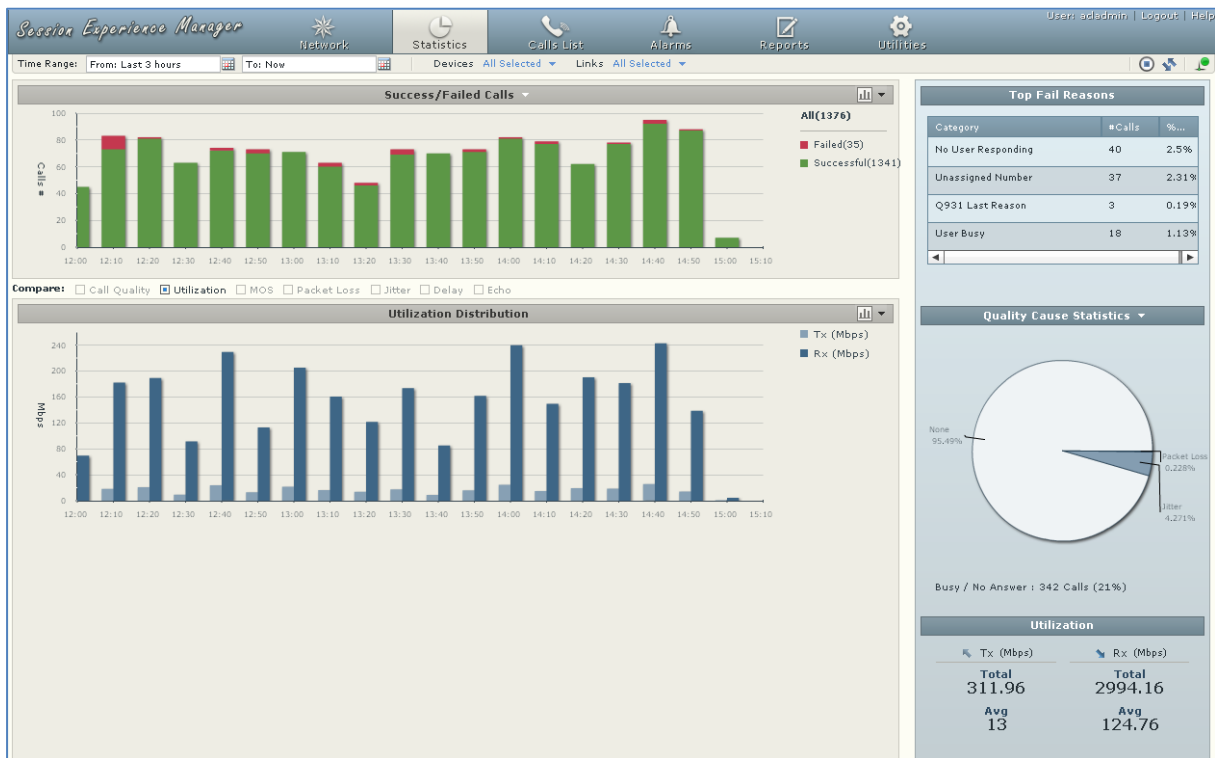 Session Experience Manager
User: acladmin | Logout | Help
Network
Statistics
Calls List
Alarms
Reports
Utilities
Time Range: From: Last 3 hours To: Now Devices All Selected Links All Selected
Success/Failed Calls
Calls #
100
80
60
40
20
0
12:00 12:10 12:20 12:30 12:40 12:50 13:00 13:10 13:20 13:30 13:40 13:50 14:00 14:10 14:20 14:30 14:40 14:50 15:00 15:10
All(1376)
Failed(35)
Successful(1341)
Compare: Call Quality Utilization MOS Packet Loss Jitter Delay Echo
Utilization Distribution
Mbps
240
200
160
120
80
40
0
12:00 12:10 12:20 12:30 12:40 12:50 13:00 13:10 13:20 13:30 13:40 13:50 14:00 14:10 14:20 14:30 14:40 14:50 15:00 15:10
Tx (Mbps)
Rx (Mbps)
Top Fail Reasons
Category #Calls %...
No User Responding 40 2.5%
Unassigned Number 37 2.31%
Q931 Last Reason 3 0.19%
User Busy 18 1.13%
Quality Cause Statistics
None
95.49%
Packet Loss
0.228%
Jitter
4.271%
Busy / No Answer : 342 Calls (21%)
Utilization
Tx (Mbps) Rx (Mbps)
Total Total
311.96 2994.16
Avg Avg
13 124.76